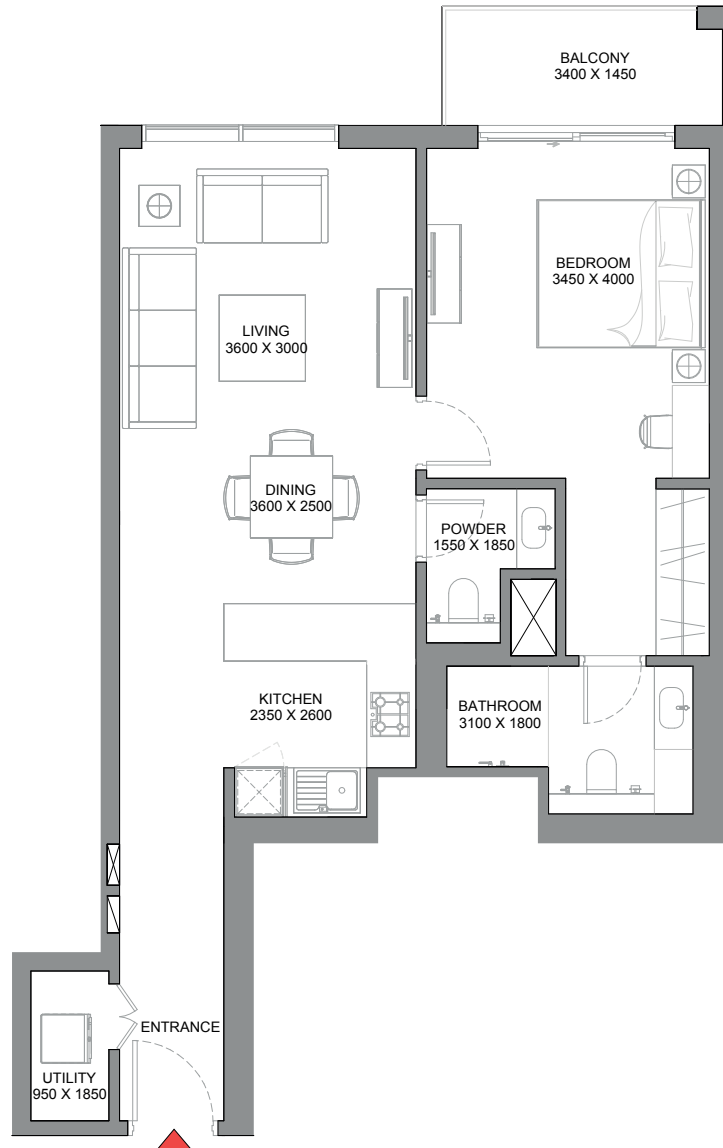 BALCONY
3400 X 1450
BEDROOM
3450 X 4000
LIVING
3600 X 3000
DINING
3600 X 2500
POWDER
1550 X 1850
KITCHEN
2350 X 2600
BATHROOM
3100 X 1800
ENTRANCE
UTILITY
950 X 1850